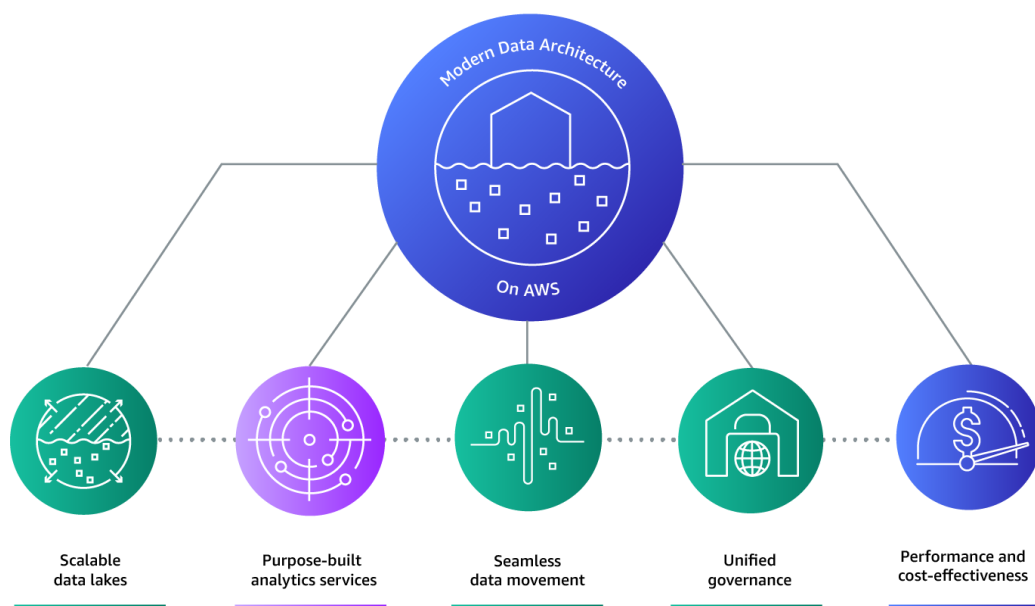 Modern Data Architecture
On AWS
Scalable
data lakes
Purpose-built
analytics services
Seamless
data movement
Unified
governance
Performance and
cost-effectiveness
$